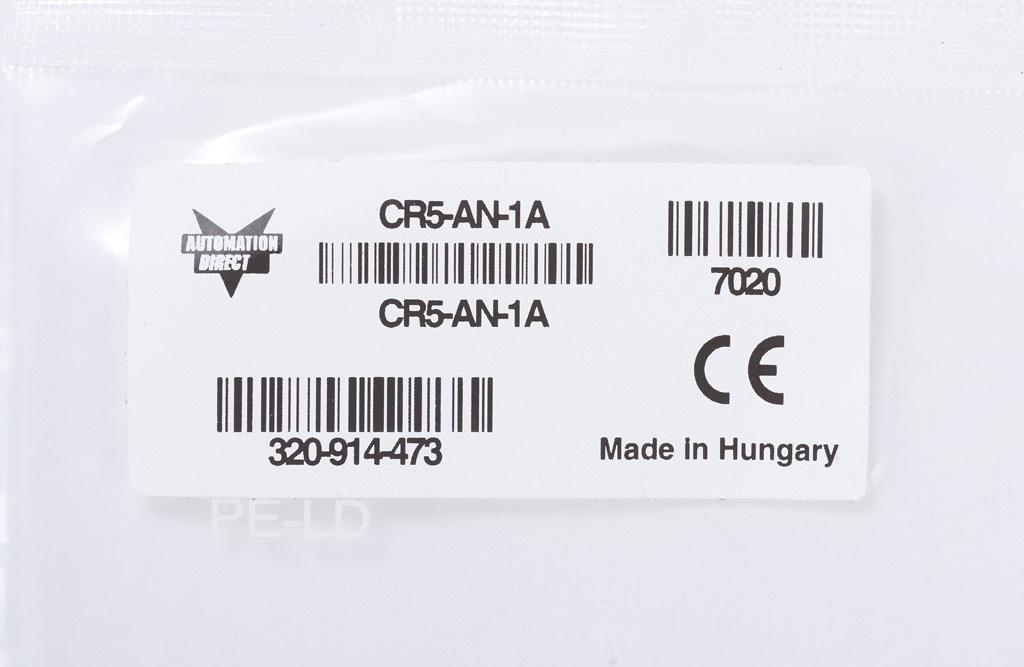 AUTOMATION
DIRECT
CR5-AN-1A
CR5-AN-1A
7020
CE
320-914-473
Made in Hungary
PE-LD